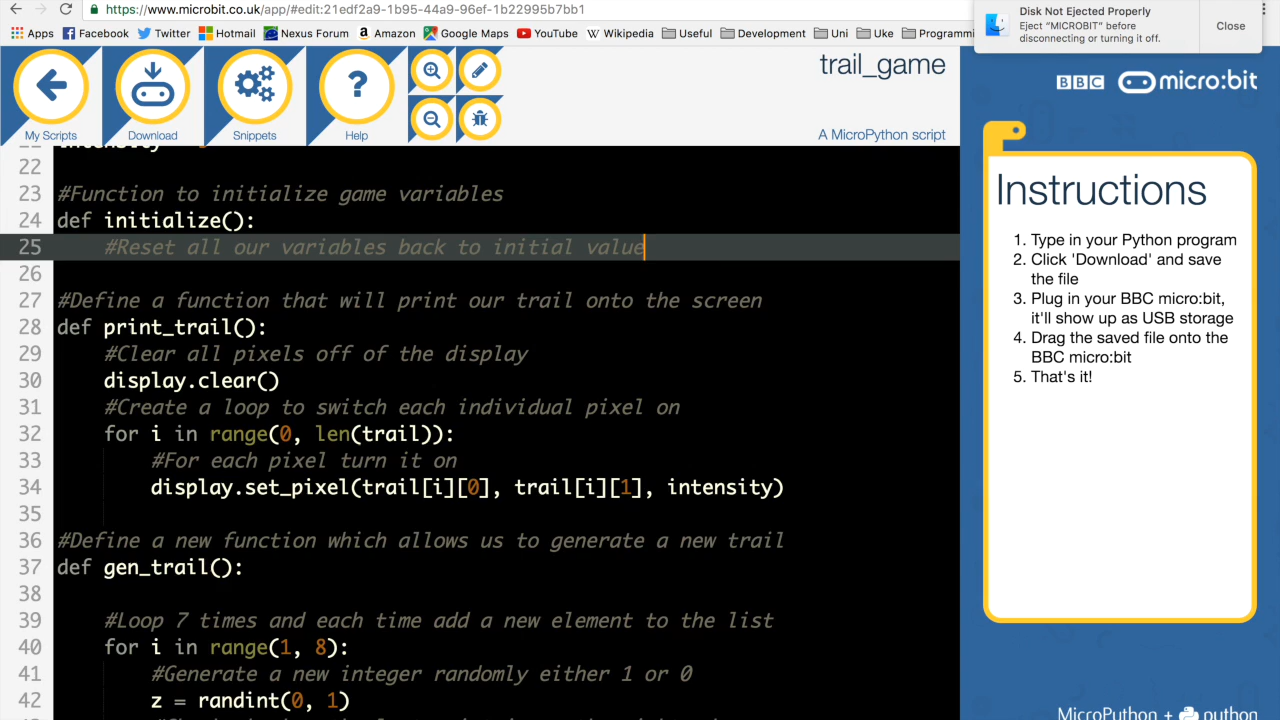 https://www.microbit.co.uk/app/#edit:21edf2a9-1b95-44a9-96ef-1b22995b7bb1
Apps Facebook Twitter Hotmail Nexus Forum Amazon Google Maps YouTube Wikipedia Useful Development Uni Uke Programmi
Disk Not Ejected Properly
Eject “MICROBIT” before
disconnecting or turning it off.
Close
My Scripts
Download
Snippets
?
Help
trail_game
A MicroPython script
BBC micro:bit
22
23 #Function to initialize game variables
24 def initialize():
25 #Reset all our variables back to initial value
26
27 #Define a function that will print our trail onto the screen
28 def print_trail():
29 #Clear all pixels off of the display
30 display.clear()
31 #Create a loop to switch each individual pixel on
32 for i in range(0, len(trail)):
33 #For each pixel turn it on
34 display.set_pixel(trail[i][0], trail[i][1], intensity)
35
36 #Define a new function which allows us to generate a new trail
37 def gen_trail():
38
39 #Loop 7 times and each time add a new element to the list
40 for i in range(1, 8):
41 #Generate a new integer randomly either 1 or 0
42 z = randint(0, 1)
Instructions
1. Type in your Python program
2. Click 'Download' and save
the file
3. Plug in your BBC micro:bit,
it'll show up as USB storage
4. Drag the saved file onto the
BBC micro:bit
5. That's it!
MicroPython + python